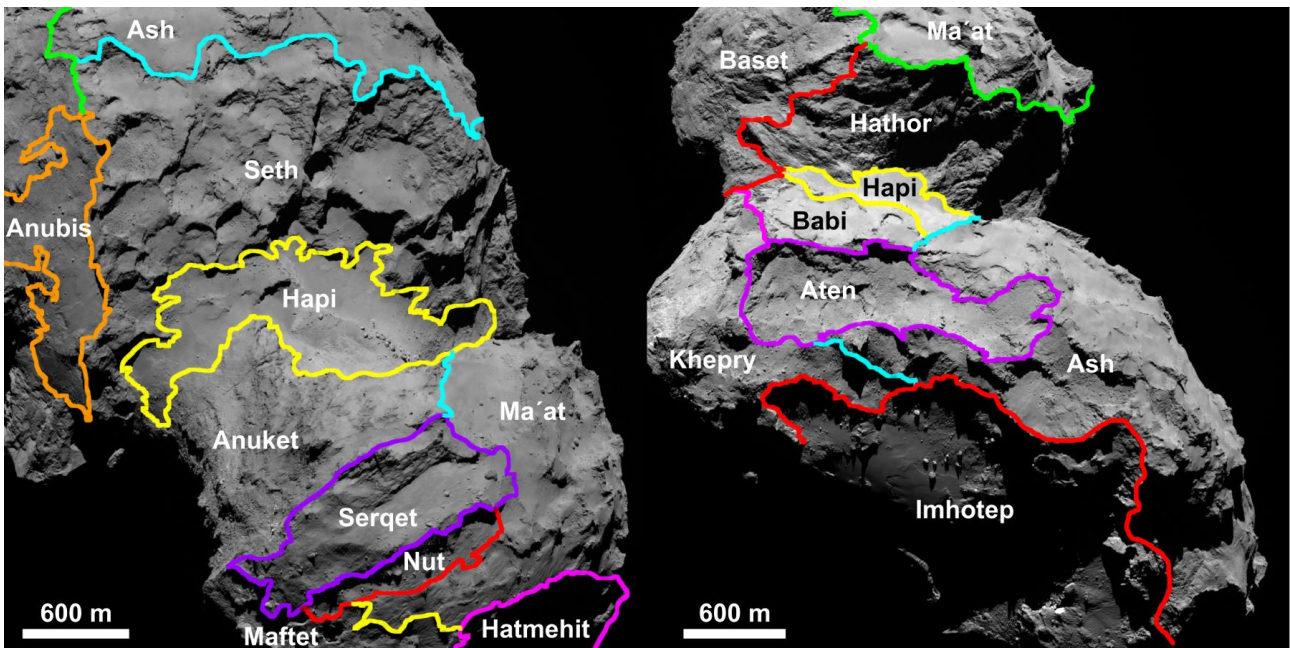 Ash
Seth
Anubis
Hapi
Ma´at
Anuket
Serqet
Nut
600 m
Maftet
Hatmehit
Ma´at
Baset
Hathor
Hapi
Babi
Aten
Khepry
Ash
Imhotep
600 m